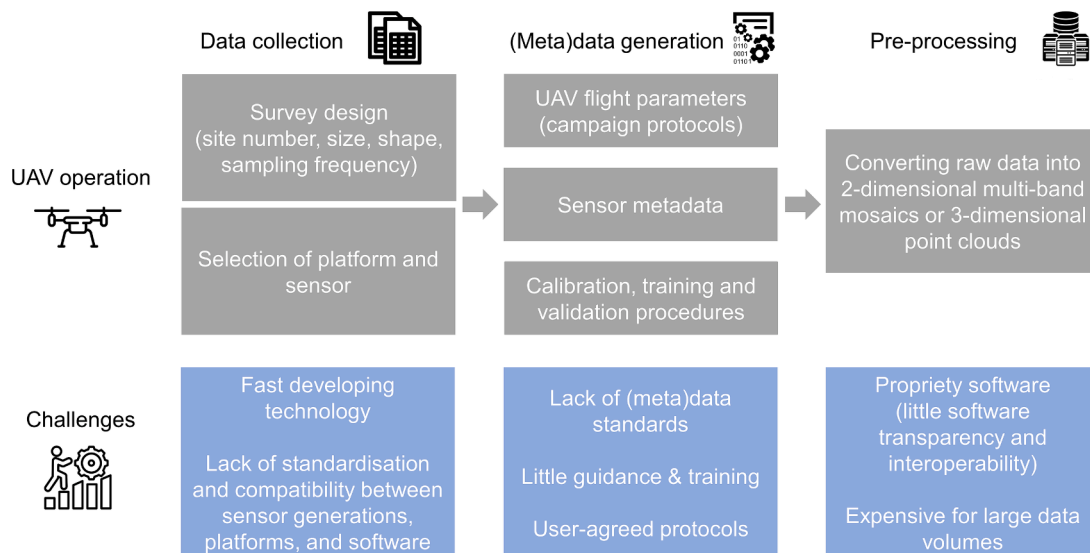 Data collection
(Meta)data generation
Pre-processing
01
0110
0001
01101
UAV operation
Survey design
(site number, size, shape,
sampling frequency)
Selection of platform and
sensor
UAV flight parameters
(campaign protocols)
Sensor metadata
Calibration, training and
validation procedures
Converting raw data into
2-dimensional multi-band
mosaics or 3-dimensional
point clouds
Challenges
Fast developing
technology
Lack of standardisation
and compatibility between
sensor generations,
platforms, and software
Lack of (meta)data
standards
Little guidance & training
User-agreed protocols
Propriety software
(little software
transparency and
interoperability)
Expensive for large data
volumes